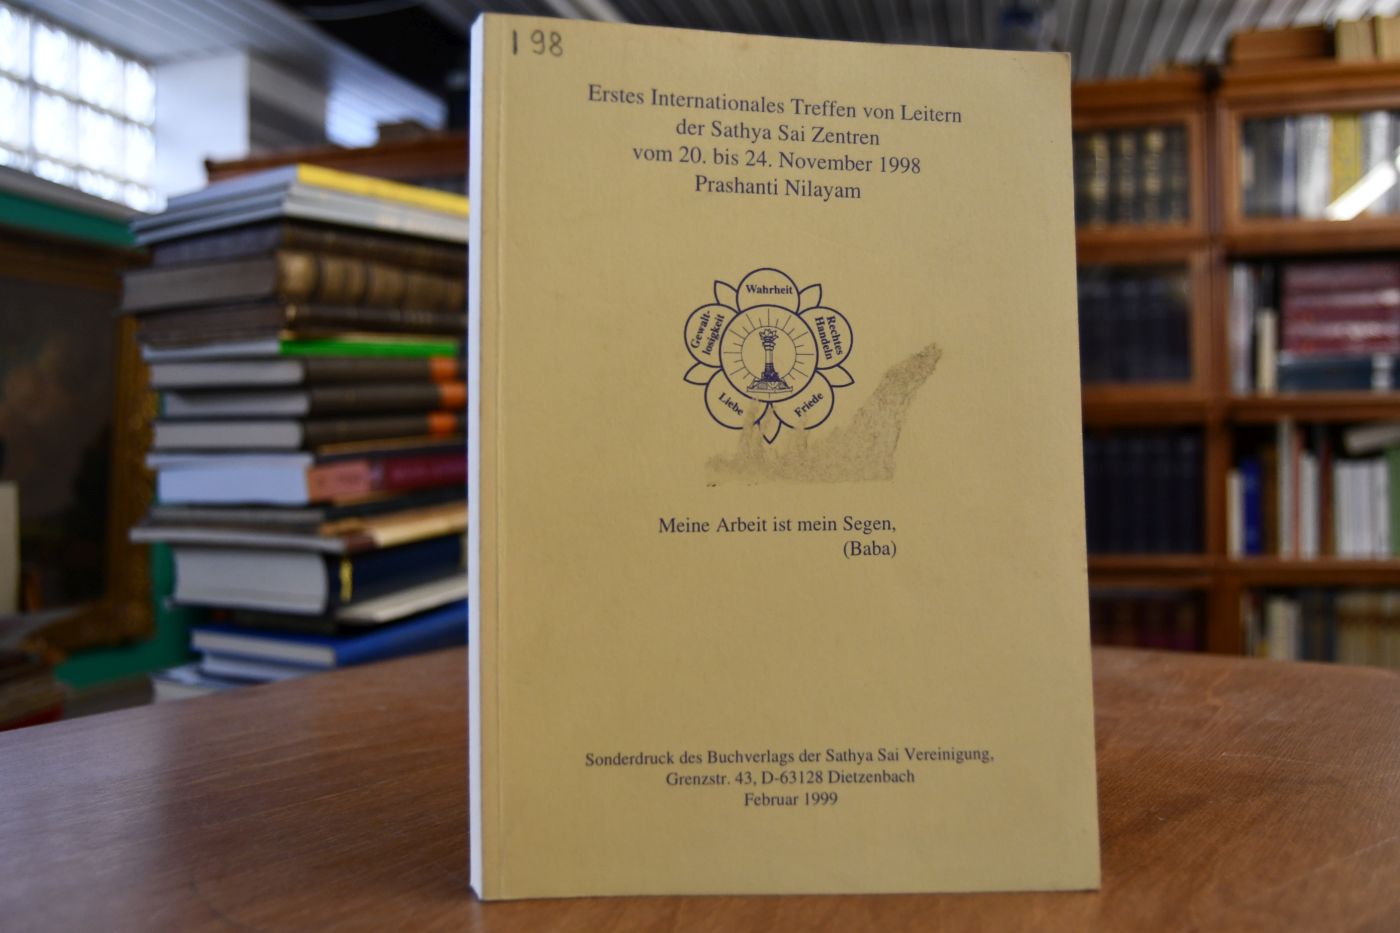 198
Erstes Internationales Treffen von Leitern
der Sathya Sai Zentren
vom 20. bis 24. November 1998
Prashanti Nilayam
Wahrheit
Gewalt-
losigkeit
Rechtes
Handeln
Liebe
Friede
Meine Arbeit ist mein Segen,
(Baba)
Sonderdruck des Buchverlags der Sathya Sai Vereinigung,
Grenzstr. 43, D-63128 Dietzenbach
Februar 1999